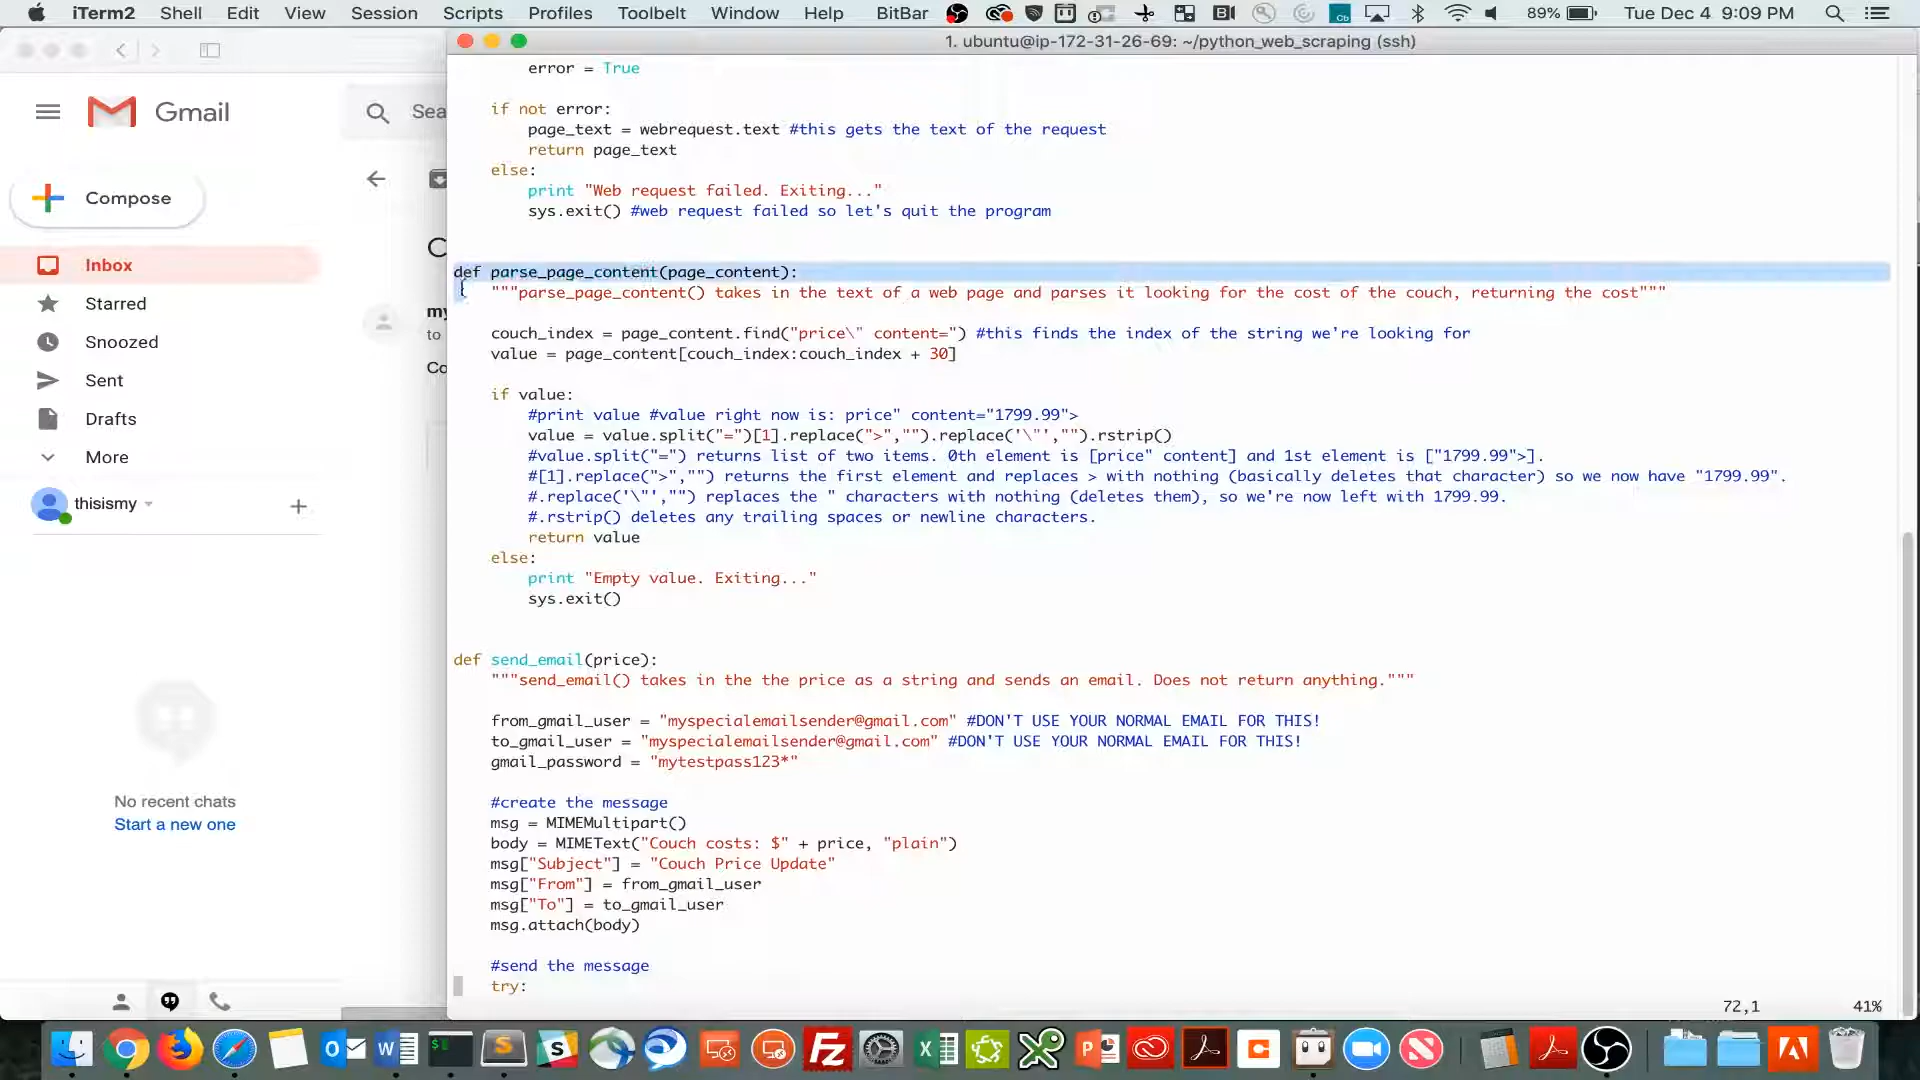 iTerm2 Shell Edit View Session Scripts Profiles Toolbelt Window Help BitBar 89% Tue Dec 4 9:09 PM
1. ubuntu@ip-172-31-26-69: ~/python_web_scraping (ssh)
Gmail
Sea
Compose
Inbox
Starred
Snoozed
Sent
Drafts
More
thisismy
No recent chats
Start a new one
C
my
to
Co
error = True
if not error:
page_text = webrequest.text #this gets the text of the request
return page_text
else:
print "Web request failed. Exiting..."
sys.exit() #web request failed so let's quit the program
def parse_page_content(page_content):
"""parse_page_content() takes in the text of a web page and parses it looking for the cost of the couch, returning the cost"""
couch_index = page_content.find("price\" content=") #this finds the index of the string we're looking for
value = page_content[couch_index:couch_index + 30]
if value:
#print value #value right now is: price" content="1799.99">
value = value.split("=")[1].replace(">","").replace('\"',"").rstrip()
#value.split("=") returns list of two items. 0th element is [price" content] and 1st element is ["1799.99">].
#[1].replace(">","") returns the first element and replaces > with nothing (basically deletes that character) so we now have "1799.99".
#.replace('\"',"") replaces the " characters with nothing (deletes them), so we're now left with 1799.99.
#.rstrip() deletes any trailing spaces or newline characters.
return value
else:
print "Empty value. Exiting..."
sys.exit()
def send_email(price):
"""send_email() takes in the the price as a string and sends an email. Does not return anything."""
from_gmail_user = "myspecialemailsender@gmail.com" #DON'T USE YOUR NORMAL EMAIL FOR THIS!
to_gmail_user = "myspecialemailsender@gmail.com" #DON'T USE YOUR NORMAL EMAIL FOR THIS!
gmail_password = "mytestpass123*"
#create the message
msg = MIMEMultipart()
body = MIMEText("Couch costs: $" + price, "plain")
msg["Subject"] = "Couch Price Update"
msg["From"] = from_gmail_user
msg["To"] = to_gmail_user
msg.attach(body)
#send the message
try:
72,1 41%